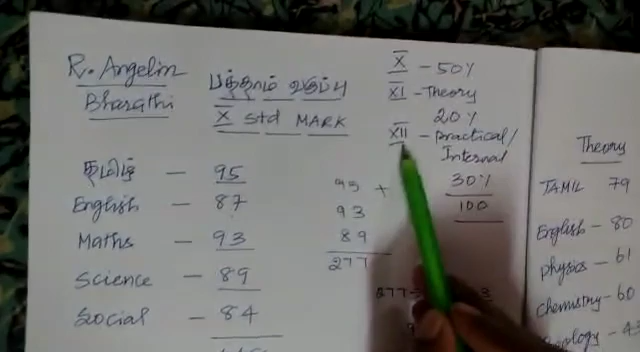 R. Angelin
Bharathi
பத்தாம் வகுப்பு
X Std MARK
தமிழ் - 95
English - 87
Maths - 93
Science - 89
Social - 84
95 +
93
89
277
X - 50%
XI - Theory
20%
XII - Practical/
Internal
30%
100
277
Theory
TAMIL 79
English - 80
Physics - 61
Chemistry - 60